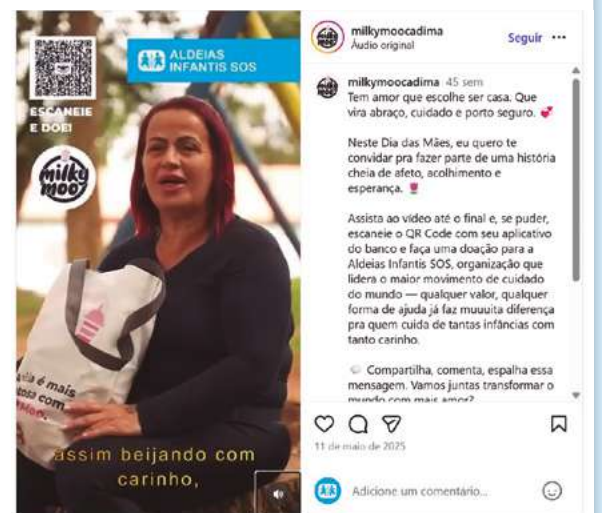 ESCANEIE
E DOE!
milky
moo
ALDEIAS
INFANTIS SOS
é mais
com
assim beijando com
carinho,
milkymoocadima
Áudio original
Seguir
milkymoocadima 45 sem
Tem amor que escolhe ser casa. Que
vira abraço, cuidado e porto seguro.
Neste Dia das Mães, eu quero te
convidar pra fazer parte de uma história
cheia de afeto, acolhimento e
esperança.
Assista ao vídeo até o final e, se puder,
escaneie o QR Code com seu aplicativo
do banco e faça uma doação para a
Aldeias Infantis SOS, organização que
lidera o maior movimento de cuidado
do mundo — qualquer valor, qualquer
forma de ajuda já faz muuuita diferença
pra quem cuida de tantas infâncias com
tanto carinho.
Compartilha, comenta, espalha essa
mensagem. Vamos juntas transformar o
mundo com mais amor?
11 de maio de 2025
Adicione um comentário...